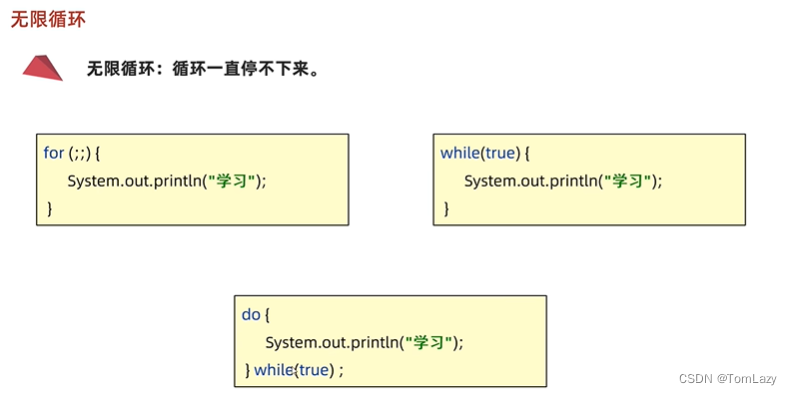 无限循环
无限循环：循环一直停不下来。
for (;;) {
System.out.println("学习");
}
while(true) {
System.out.println("学习");
}
do {
System.out.println("学习");
} while(true) ;
CSDN @TomLazy